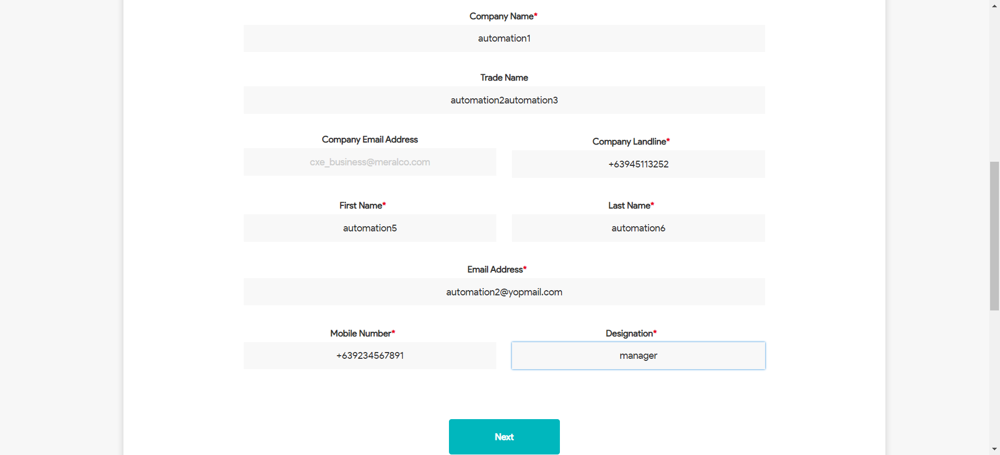 Company Name*
automation1
Trade Name
automation2automation3
Company Email Address
cxe_business@meralco.com
Company Landline*
+63945113252
First Name*
automation5
Last Name*
automation6
Email Address*
automation2@yopmail.com
Mobile Number*
+639234567891
Designation*
manager
Next